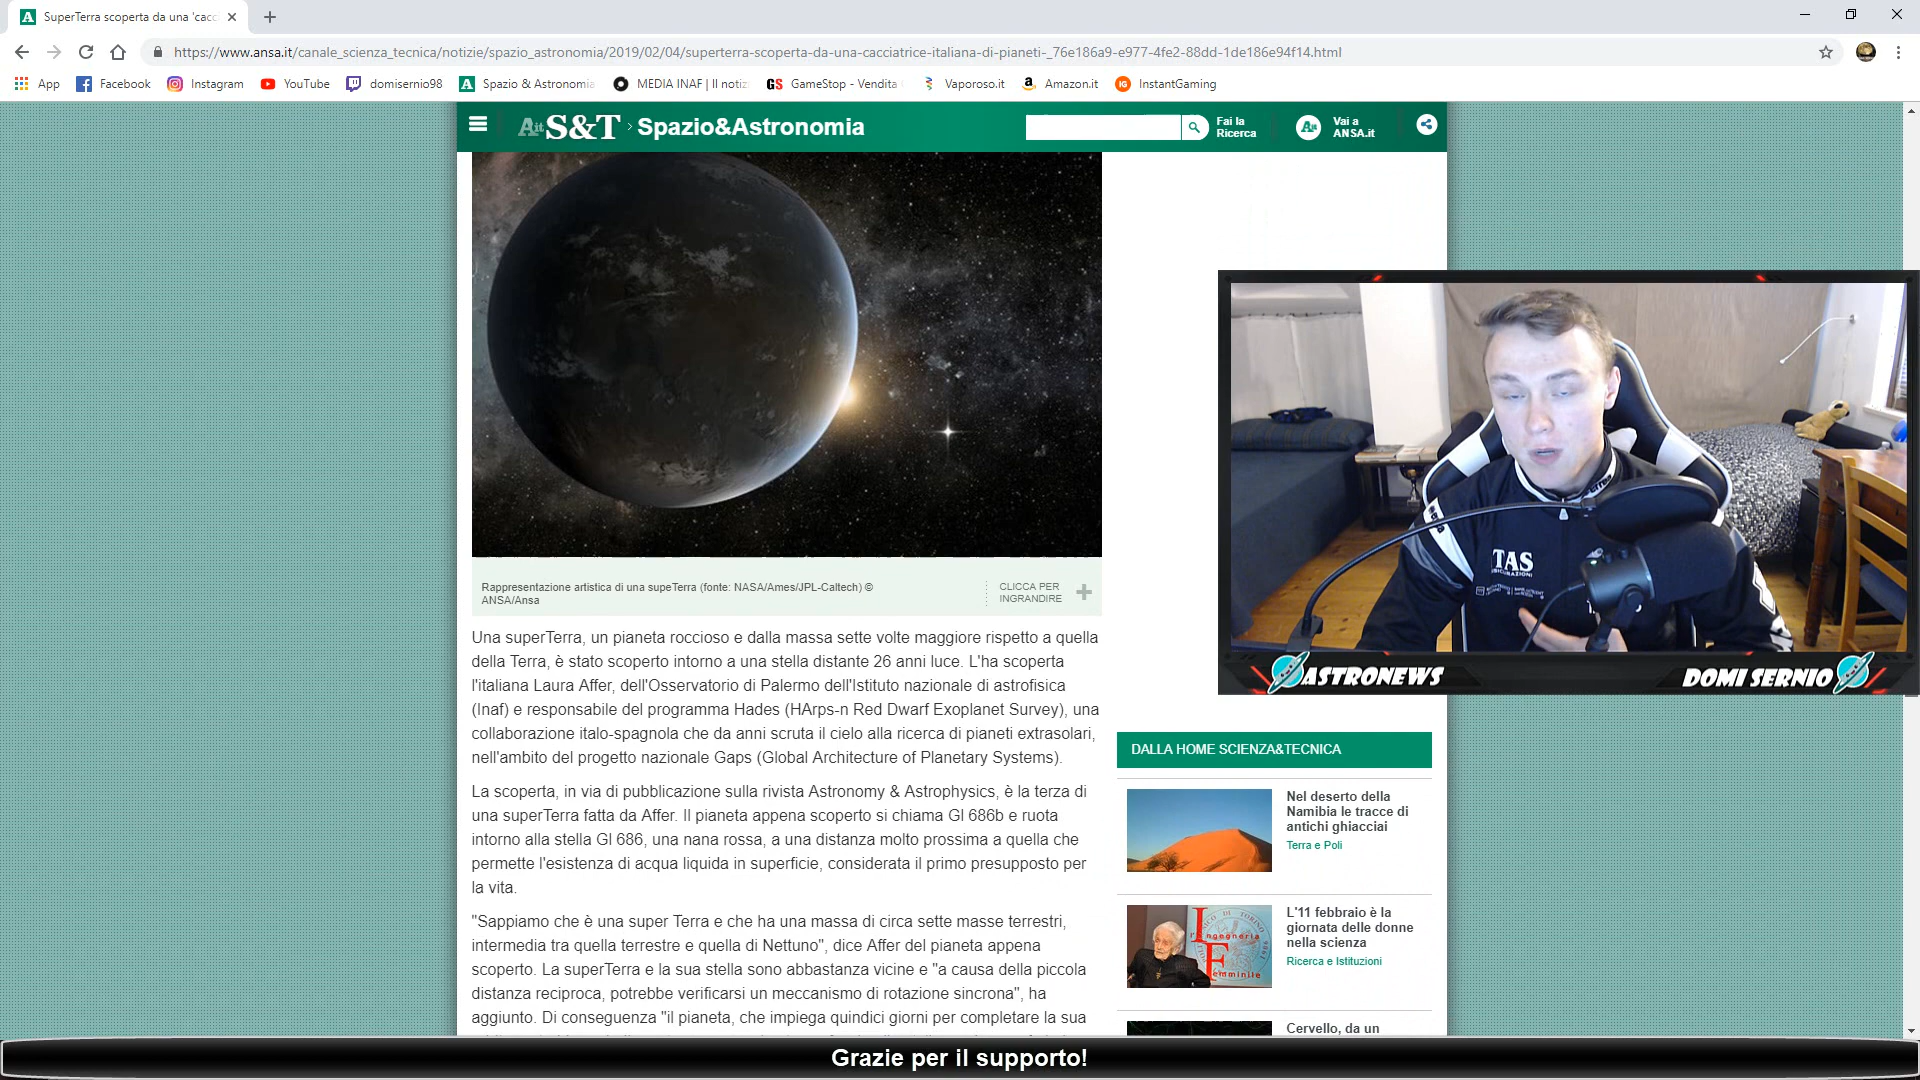 SuperTerra scoperta da una 'cacc
https://www.ansa.it/canale_scienza_tecnica/notizie/spazio_astronomia/2019/02/04/superterra-scoperta-da-una-cacciatrice-italiana-di-pianeti-_76e186a9-e977-4fe2-88dd-1de186e94f14.html
App
Facebook
Instagram
YouTube
domisernio98
Spazio & Astronomia
MEDIA INAF | Il notiz
GameStop - Vendita
Vaporoso.it
Amazon.it
InstantGaming
Ait S&T › Spazio&Astronomia
Fai la
Ricerca
Vai a
ANSA.it
Rappresentazione artistica di una supeTerra (fonte: NASA/Ames/JPL-Caltech) ©
ANSA/Ansa
CLICCA PER
INGRANDIRE
Una superTerra, un pianeta roccioso e dalla massa sette volte maggiore rispetto a quella
della Terra, è stato scoperto intorno a una stella distante 26 anni luce. L'ha scoperta
l'italiana Laura Affer, dell'Osservatorio di Palermo dell'Istituto nazionale di astrofisica
(Inaf) e responsabile del programma Hades (HArps-n Red Dwarf Exoplanet Survey), una
collaborazione italo-spagnola che da anni scruta il cielo alla ricerca di pianeti extrasolari,
nell'ambito del progetto nazionale Gaps (Global Architecture of Planetary Systems).
La scoperta, in via di pubblicazione sulla rivista Astronomy & Astrophysics, è la terza di
una superTerra fatta da Affer. Il pianeta appena scoperto si chiama Gl 686b e ruota
intorno alla stella Gl 686, una nana rossa, a una distanza molto prossima a quella che
permette l'esistenza di acqua liquida in superficie, considerata il primo presupposto per
la vita.
"Sappiamo che è una super Terra e che ha una massa di circa sette masse terrestri,
intermedia tra quella terrestre e quella di Nettuno", dice Affer del pianeta appena
scoperto. La superTerra e la sua stella sono abbastanza vicine e "a causa della piccola
distanza reciproca, potrebbe verificarsi un meccanismo di rotazione sincrona", ha
aggiunto. Di conseguenza "il pianeta, che impiega quindici giorni per completare la sua
TAS
ASTRONEWS
DOMI SERNIO
DALLA HOME SCIENZA&TECNICA
Nel deserto della
Namibia le tracce di
antichi ghiacciai
Terra e Poli
L'11 febbraio è la
giornata delle donne
nella scienza
Ricerca e Istituzioni
Cervello, da un
Grazie per il supporto!